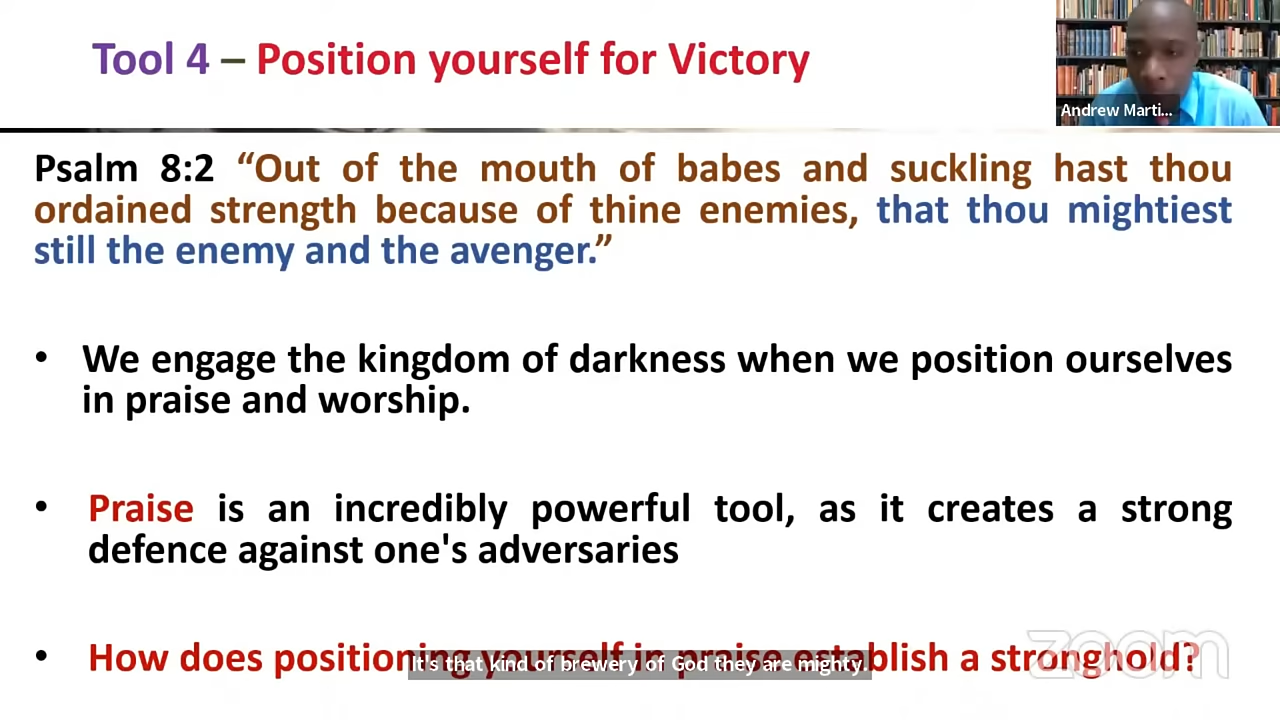 Tool 4 – Position yourself for Victory
Andrew Marti...
Psalm 8:2 “Out of the mouth of babes and suckling hast thou
ordained strength because of thine enemies, that thou mightiest
still the enemy and the avenger.”
• We engage the kingdom of darkness when we position ourselves
in praise and worship.
• Praise is an incredibly powerful tool, as it creates a strong
defence against one's adversaries
• How does positioning yourself in praise establish a stronghold?
It's that kind of brewery of God they are mighty.
zoom